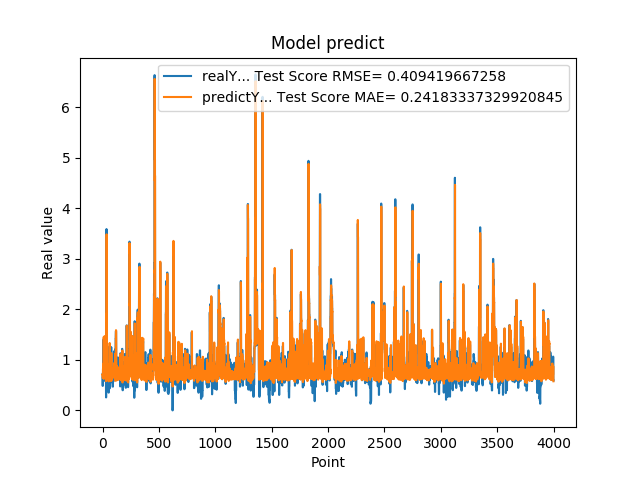 Model predict
realY... Test Score RMSE= 0.409419667258
predictY... Test Score MAE= 0.24183337329920845
6
5
4
3
2
1
0
Real value
0 500 1000 1500 2000 2500 3000 3500 4000
Point